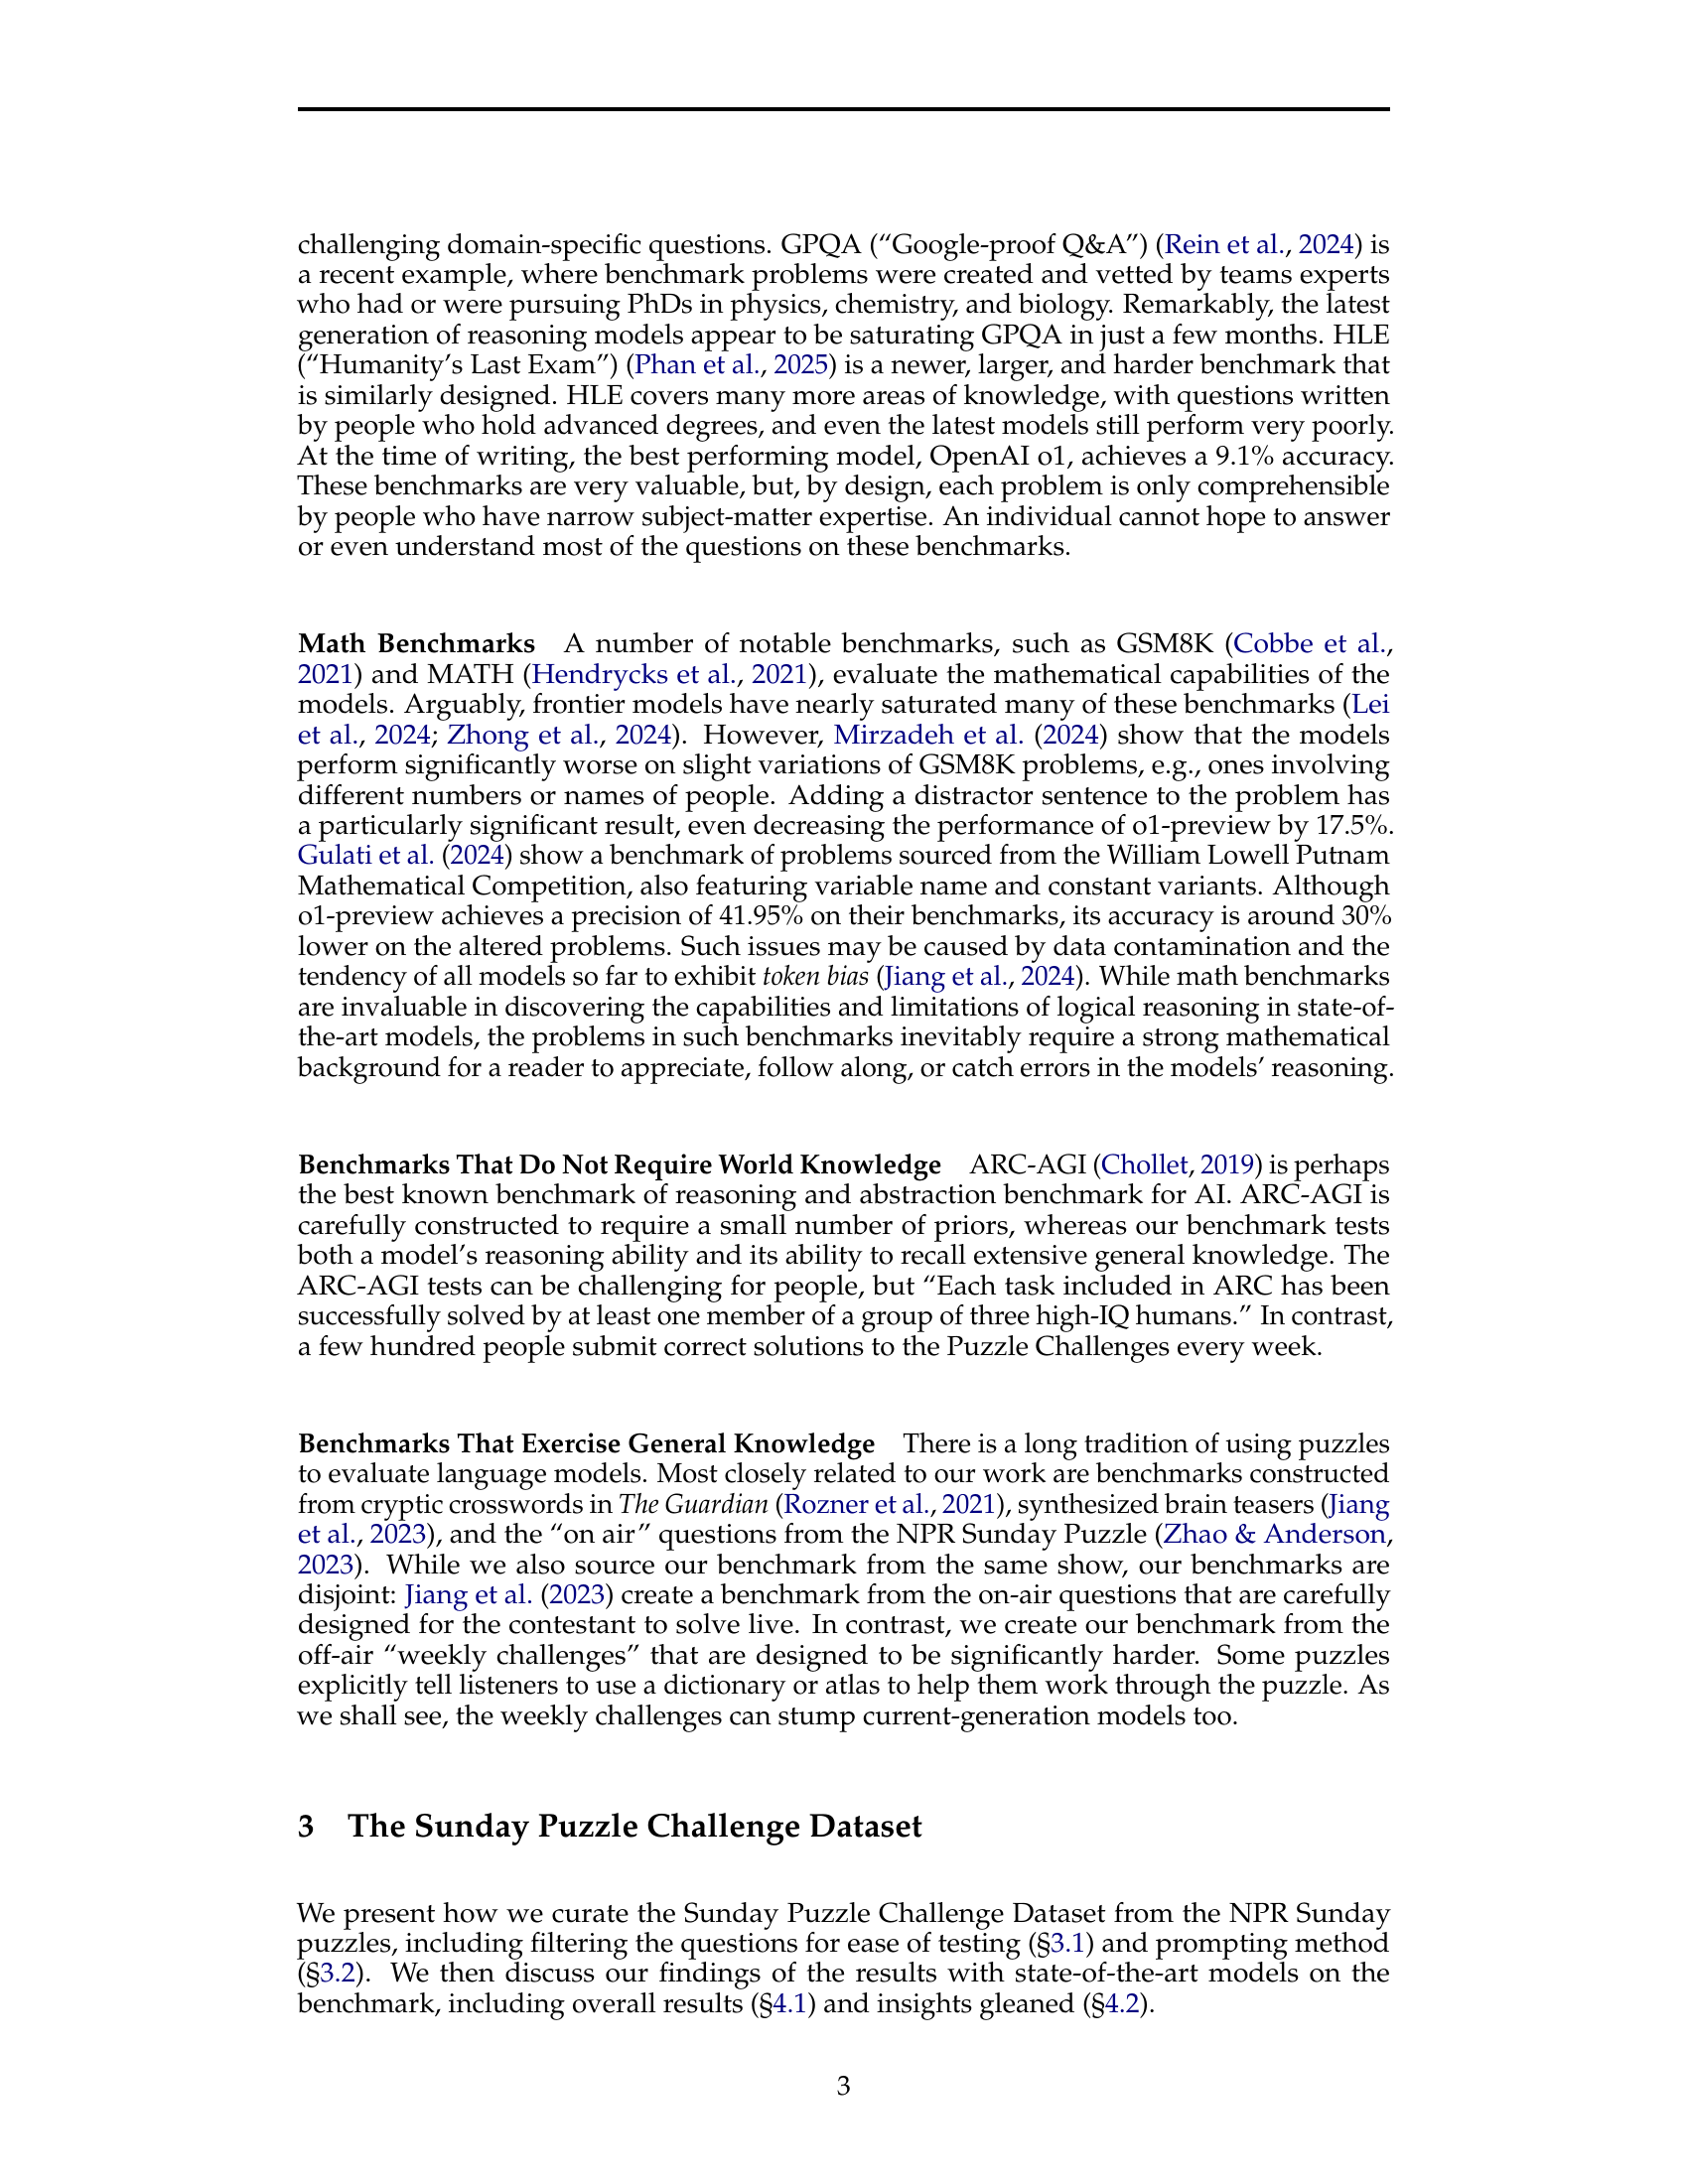 challenging domain-specific questions. GPQA (“Google-proof Q&A”) (Rein et al., 2024) is
a recent example, where benchmark problems were created and vetted by teams experts
who had or were pursuing PhDs in physics, chemistry, and biology. Remarkably, the latest
generation of reasoning models appear to be saturating GPQA in just a few months. HLE
(“Humanity’s Last Exam”) (Phan et al., 2025) is a newer, larger, and harder benchmark that
is similarly designed. HLE covers many more areas of knowledge, with questions written
by people who hold advanced degrees, and even the latest models still perform very poorly.
At the time of writing, the best performing model, OpenAI o1, achieves a 9.1% accuracy.
These benchmarks are very valuable, but, by design, each problem is only comprehensible
by people who have narrow subject-matter expertise. An individual cannot hope to answer
or even understand most of the questions on these benchmarks.
Math Benchmarks A number of notable benchmarks, such as GSM8K (Cobbe et al.,
2021) and MATH (Hendrycks et al., 2021), evaluate the mathematical capabilities of the
models. Arguably, frontier models have nearly saturated many of these benchmarks (Lei
et al., 2024; Zhong et al., 2024). However, Mirzadeh et al. (2024) show that the models
perform significantly worse on slight variations of GSM8K problems, e.g., ones involving
different numbers or names of people. Adding a distractor sentence to the problem has
a particularly significant result, even decreasing the performance of o1-preview by 17.5%.
Gulati et al. (2024) show a benchmark of problems sourced from the William Lowell Putnam
Mathematical Competition, also featuring variable name and constant variants. Although
o1-preview achieves a precision of 41.95% on their benchmarks, its accuracy is around 30%
lower on the altered problems. Such issues may be caused by data contamination and the
tendency of all models so far to exhibit token bias (Jiang et al., 2024). While math benchmarks
are invaluable in discovering the capabilities and limitations of logical reasoning in state-of-
the-art models, the problems in such benchmarks inevitably require a strong mathematical
background for a reader to appreciate, follow along, or catch errors in the models’ reasoning.
Benchmarks That Do Not Require World Knowledge ARC-AGI (Chollet, 2019) is perhaps
the best known benchmark of reasoning and abstraction benchmark for AI. ARC-AGI is
carefully constructed to require a small number of priors, whereas our benchmark tests
both a model’s reasoning ability and its ability to recall extensive general knowledge. The
ARC-AGI tests can be challenging for people, but “Each task included in ARC has been
successfully solved by at least one member of a group of three high-IQ humans.” In contrast,
a few hundred people submit correct solutions to the Puzzle Challenges every week.
Benchmarks That Exercise General Knowledge There is a long tradition of using puzzles
to evaluate language models. Most closely related to our work are benchmarks constructed
from cryptic crosswords in The Guardian (Rozner et al., 2021), synthesized brain teasers (Jiang
et al., 2023), and the “on air” questions from the NPR Sunday Puzzle (Zhao & Anderson,
2023). While we also source our benchmark from the same show, our benchmarks are
disjoint: Jiang et al. (2023) create a benchmark from the on-air questions that are carefully
designed for the contestant to solve live. In contrast, we create our benchmark from the
off-air “weekly challenges” that are designed to be significantly harder. Some puzzles
explicitly tell listeners to use a dictionary or atlas to help them work through the puzzle. As
we shall see, the weekly challenges can stump current-generation models too.
3 The Sunday Puzzle Challenge Dataset
We present how we curate the Sunday Puzzle Challenge Dataset from the NPR Sunday
puzzles, including filtering the questions for ease of testing (§3.1) and prompting method
(§3.2). We then discuss our findings of the results with state-of-the-art models on the
benchmark, including overall results (§4.1) and insights gleaned (§4.2).
3